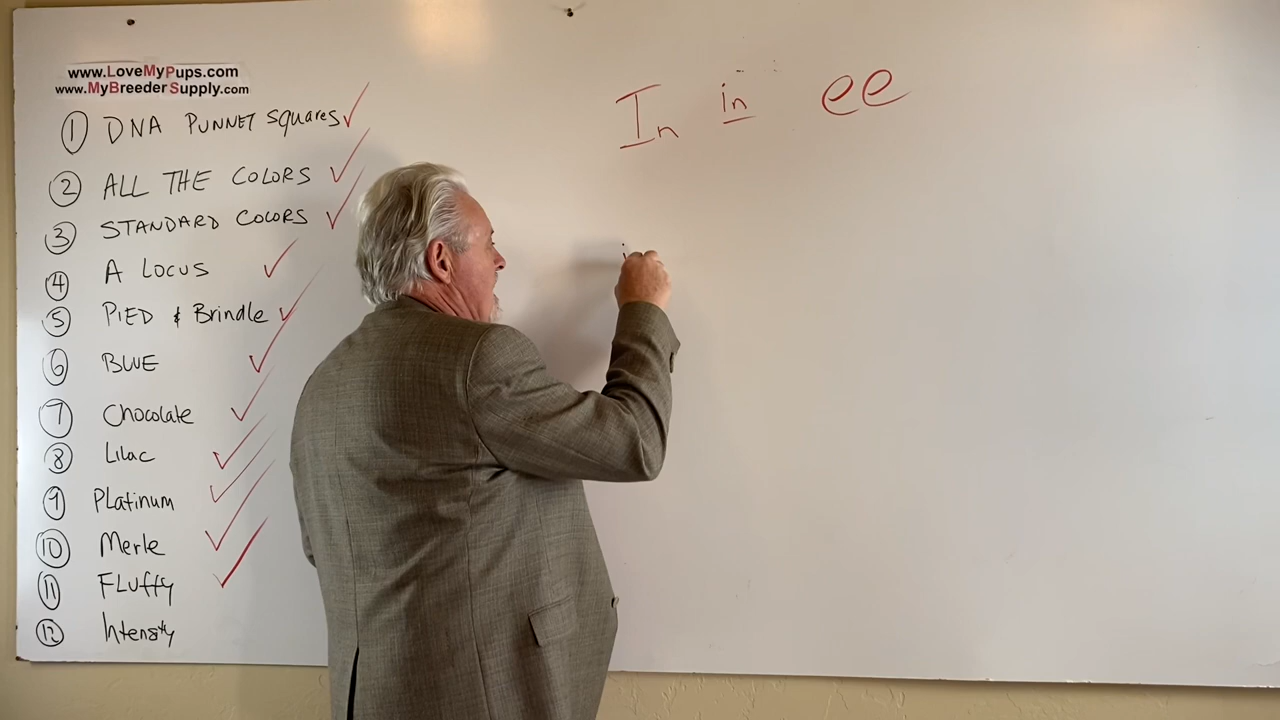 www.LoveMyPups.com
www.MyBreederSupply.com
1 DNA PUNNET Squares ✓
2 ALL THE COLORS ✓
3 STANDARD COLORS ✓
4 A LOCUS ✓
5 PIED & Brindle ✓
6 BLUE ✓
7 Chocolate ✓
8 Lilac ✓
9 Platinum ✓
10 Merle ✓
11 FLuffy ✓
12 Intensity
In in ee